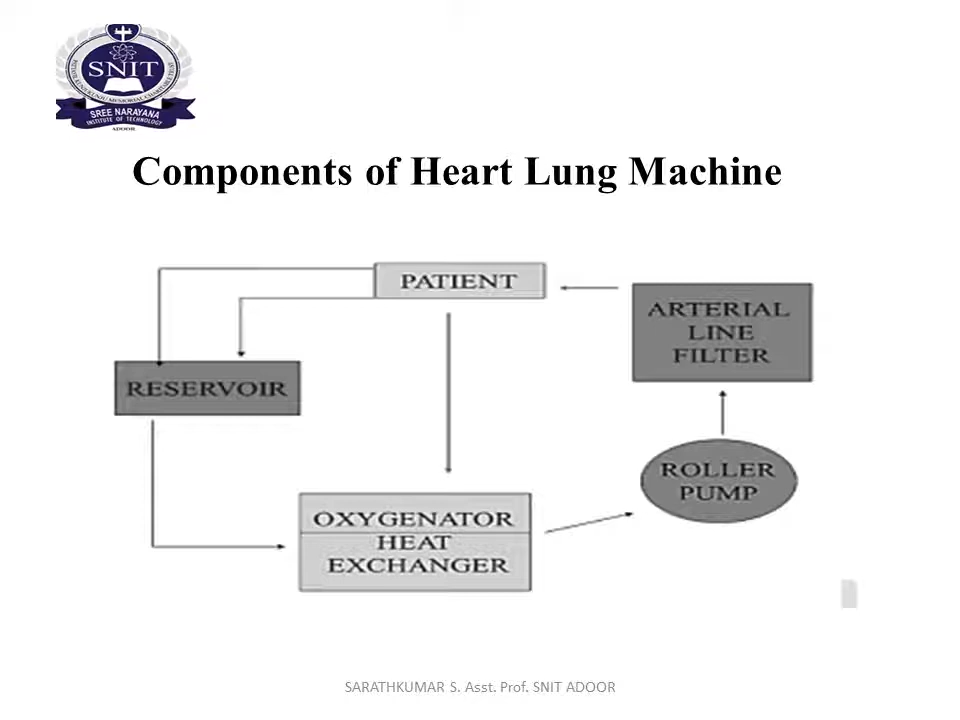 SNIT
SREE NARAYANA
INSTITUTE OF TECHNOLOGY
ADOOR
Components of Heart Lung Machine
PATIENT
ARTERIAL
LINE
FILTER
RESERVOIR
ROLLER
PUMP
OXYGENATOR
HEAT
EXCHANGER
SARATHKUMAR S. Asst. Prof. SNIT ADOOR